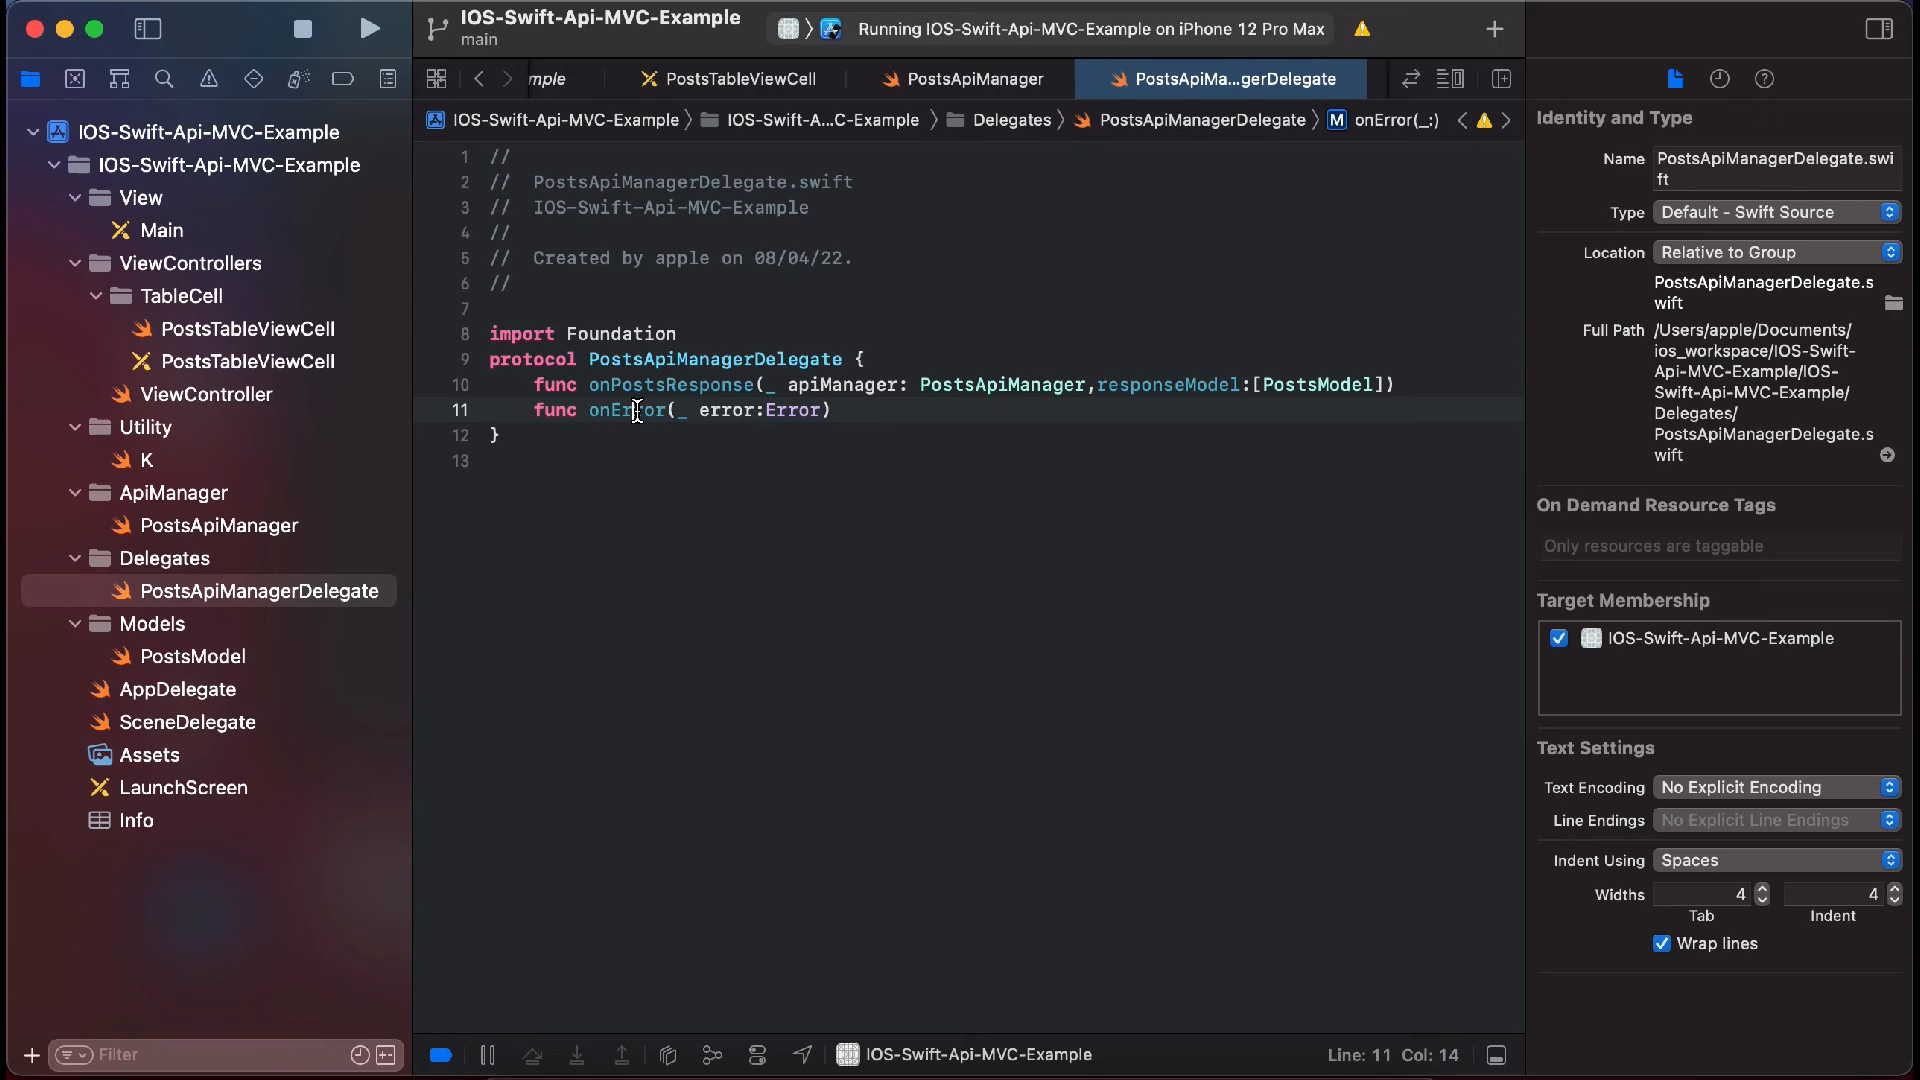 IOS-Swift-Api-MVC-Example
main
Running IOS-Swift-Api-MVC-Example on iPhone 12 Pro Max
mple
PostsTableViewCell
PostsApiManager
PostsApiMa...gerDelegate
IOS-Swift-Api-MVC-Example
IOS-Swift-A...C-Example
Delegates
PostsApiManagerDelegate
M
onError(_:)
IOS-Swift-Api-MVC-Example
IOS-Swift-Api-MVC-Example
View
Main
ViewControllers
TableCell
PostsTableViewCell
PostsTableViewCell
ViewController
Utility
K
ApiManager
PostsApiManager
Delegates
PostsApiManagerDelegate
Models
PostsModel
AppDelegate
SceneDelegate
Assets
LaunchScreen
Info
Filter
1 //
2 // PostsApiManagerDelegate.swift
3 // IOS-Swift-Api-MVC-Example
4 //
5 // Created by apple on 08/04/22.
6 //
7
8 import Foundation
9 protocol PostsApiManagerDelegate {
10 func onPostsResponse(_ apiManager: PostsApiManager,responseModel:[PostsModel])
11 func onError(_ error:Error)
12 }
13
IOS-Swift-Api-MVC-Example
Line: 11 Col: 14
Identity and Type
Name PostsApiManagerDelegate.swi
ft
Type Default - Swift Source
Location Relative to Group
PostsApiManagerDelegate.s
wift
Full Path /Users/apple/Documents/
ios_workspace/IOS-Swift-
Api-MVC-Example/IOS-
Swift-Api-MVC-Example/
Delegates/
PostsApiManagerDelegate.s
wift
On Demand Resource Tags
Only resources are taggable
Target Membership
IOS-Swift-Api-MVC-Example
Text Settings
Text Encoding No Explicit Encoding
Line Endings No Explicit Line Endings
Indent Using Spaces
Widths 4 4
Tab Indent
Wrap lines